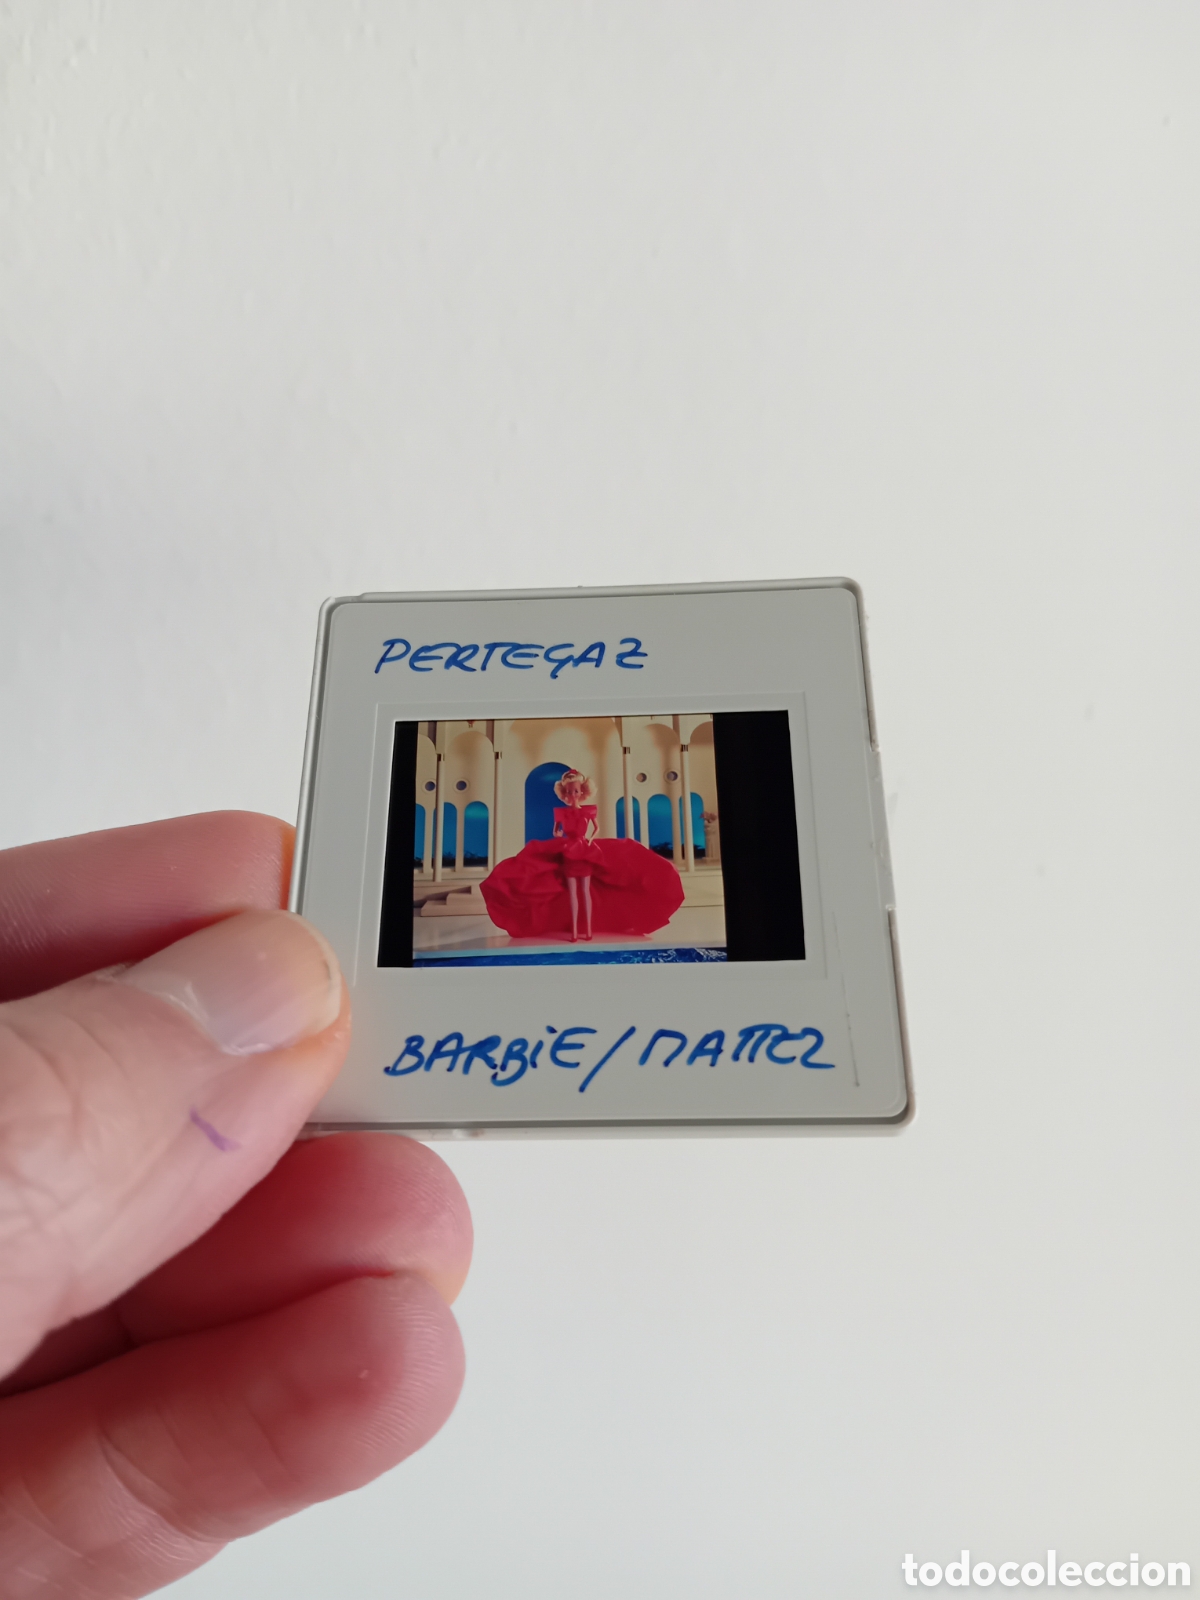 PERTEGAZ
BARBiE / MATTEL
todocoleccion